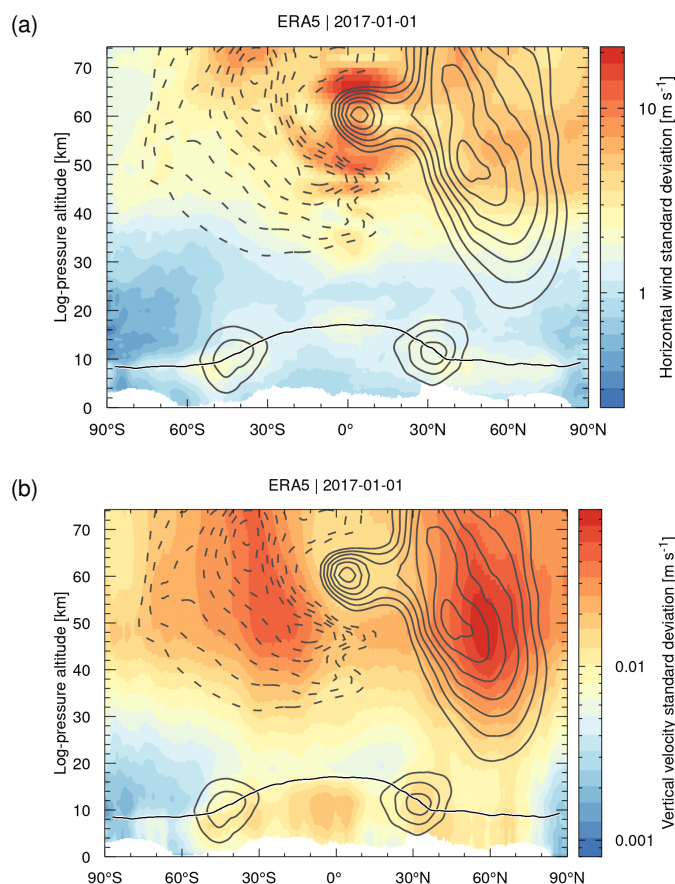 (a)
ERA5 | 2017-01-01
Log-pressure altitude [km]
70
60
50
40
30
20
10
0
90°S 60°S 30°S 0° 30°N 60°N 90°N
10
1
Horizontal wind standard deviation [m s⁻¹]
(b)
ERA5 | 2017-01-01
Log-pressure altitude [km]
70
60
50
40
30
20
10
0
90°S 60°S 30°S 0° 30°N 60°N 90°N
0.01
0.001
Vertical velocity standard deviation [m s⁻¹]